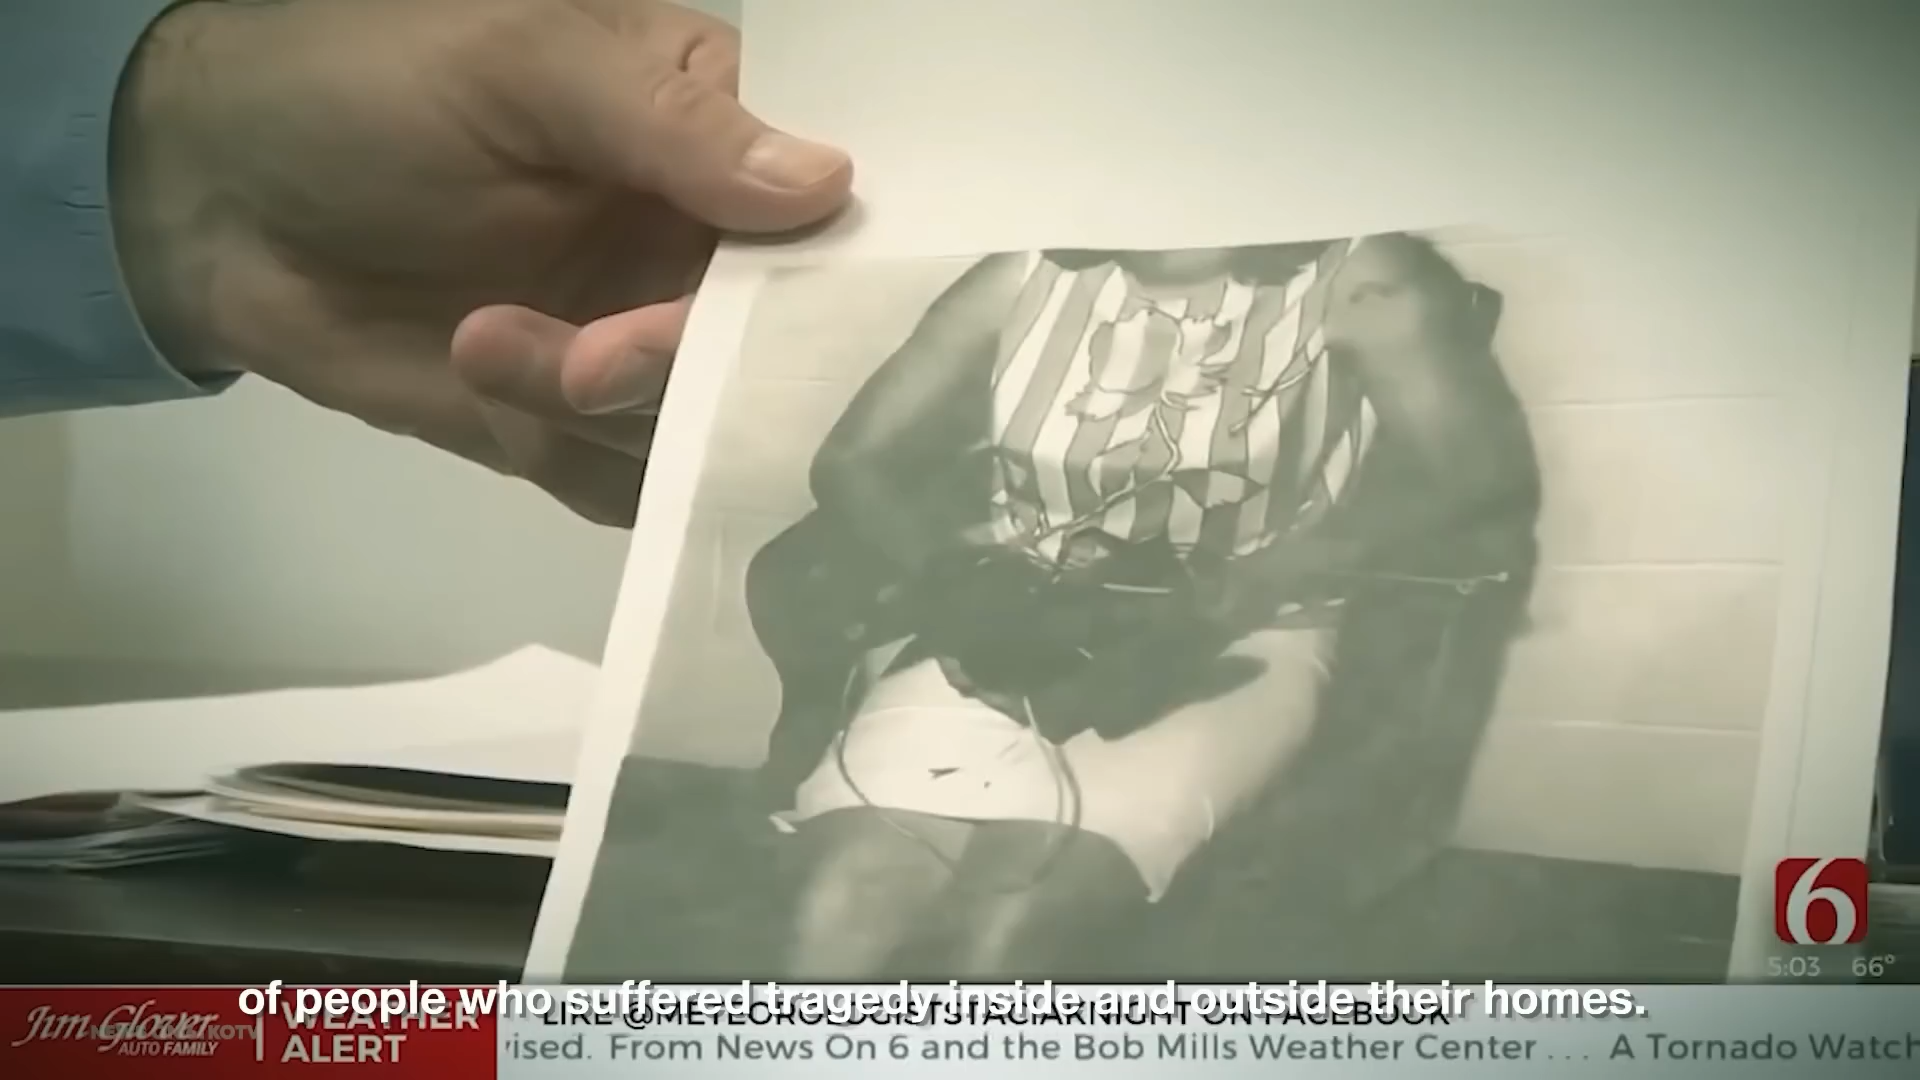 6
5:03 66°
of people who suffered tragedy inside and outside their homes.
Jim Glover
AUTO FAMILY
WEATHER
ALERT
LIKE @METEOROLOGISTSTACIAKNIGHT ON FACEBOOK
vised. From News On 6 and the Bob Mills Weather Center . . . A Tornado Watch